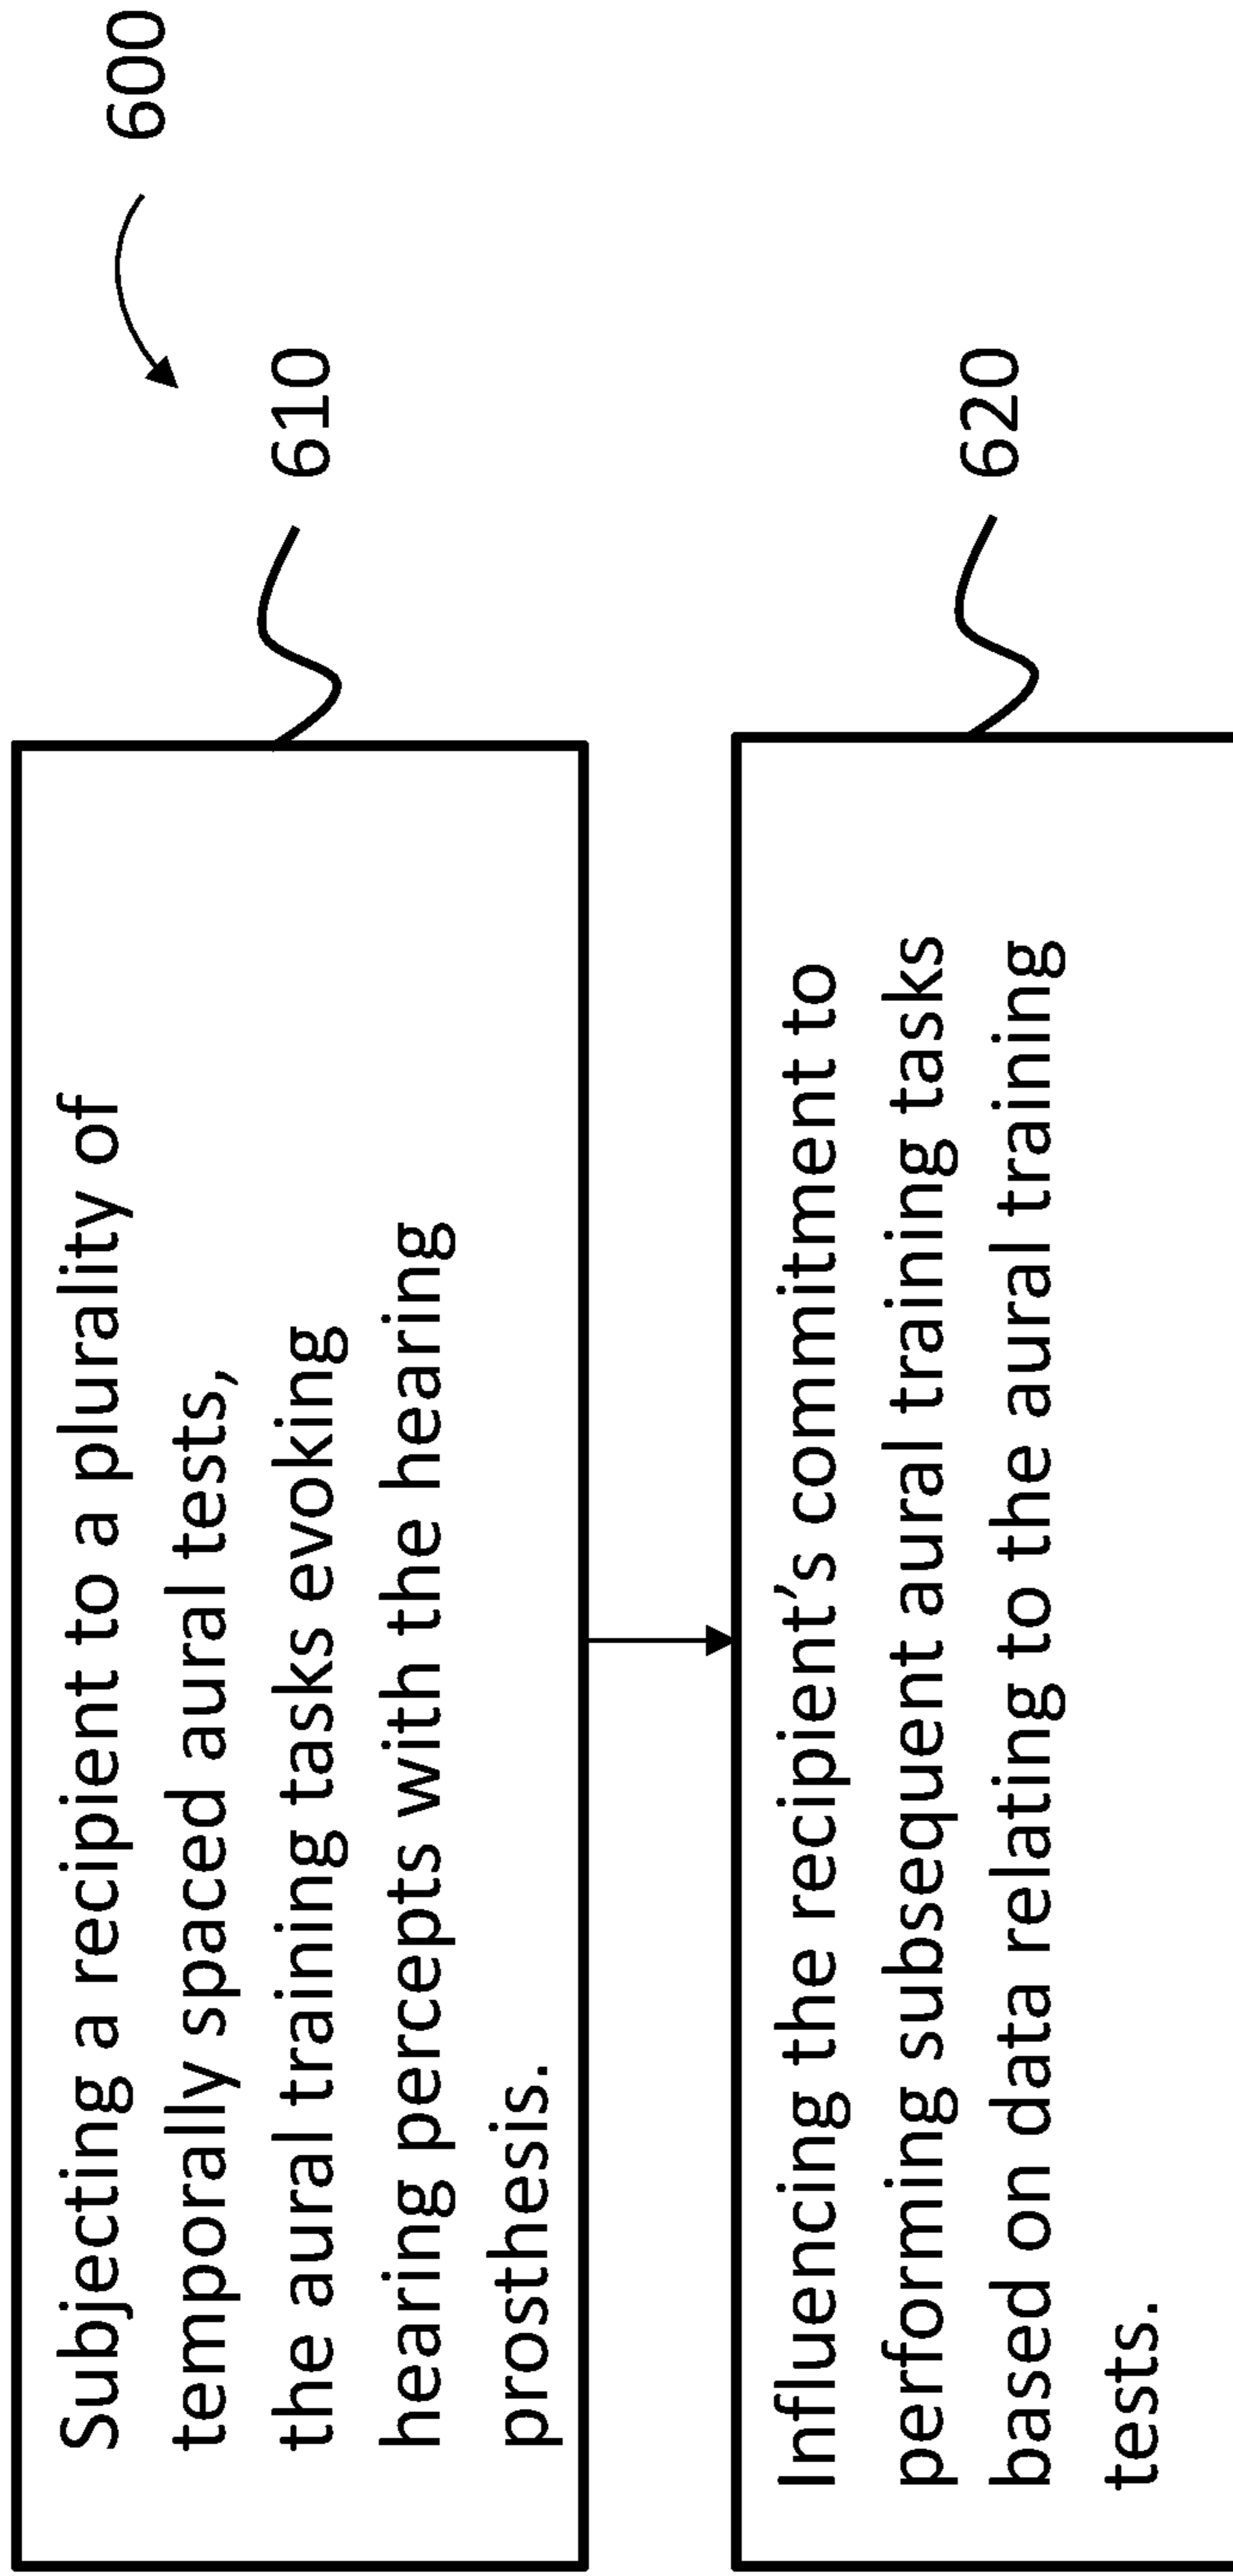 600
Subjecting a recipient to a plurality of
temporally spaced aural tests,
the aural training tasks evoking
hearing percepts with the hearing
prosthesis.
610
Influencing the recipient’s commitment to
performing subsequent aural training tasks
based on data relating to the aural training
tests.
620